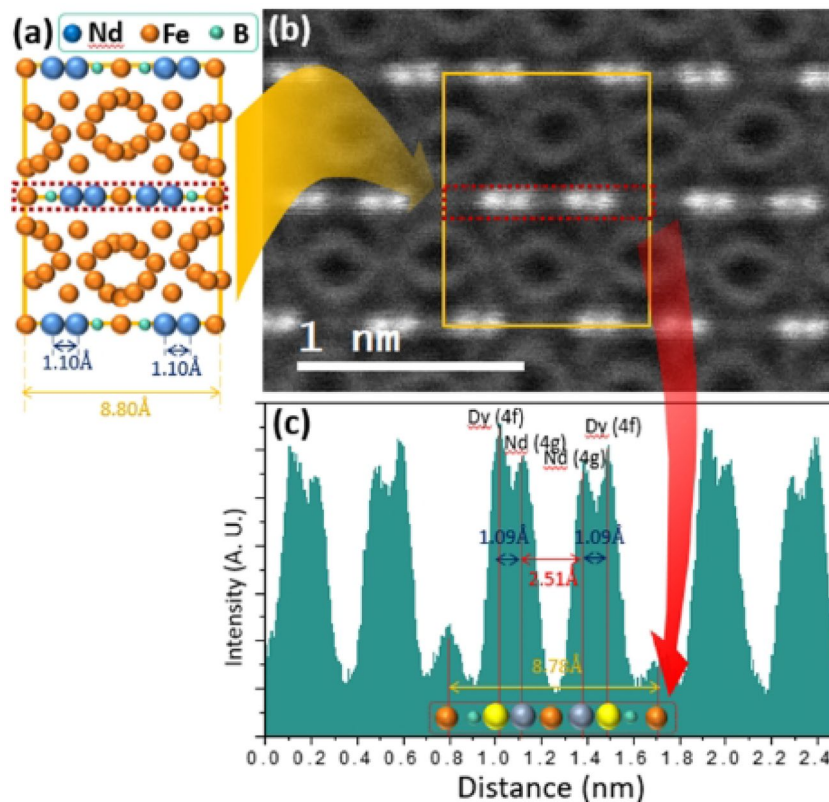 (a) Nd Fe B
1.10Å 1.10Å
8.80Å
(b)
1 nm
(c)
Dy (4f)
Nd (4g)
Nd (4g)
Dy (4f)
1.09Å 1.09Å
2.51Å
8.78Å
Intensity (A. U.)
0.0 0.2 0.4 0.6 0.8 1.0 1.2 1.4 1.6 1.8 2.0 2.2 2.4
Distance (nm)